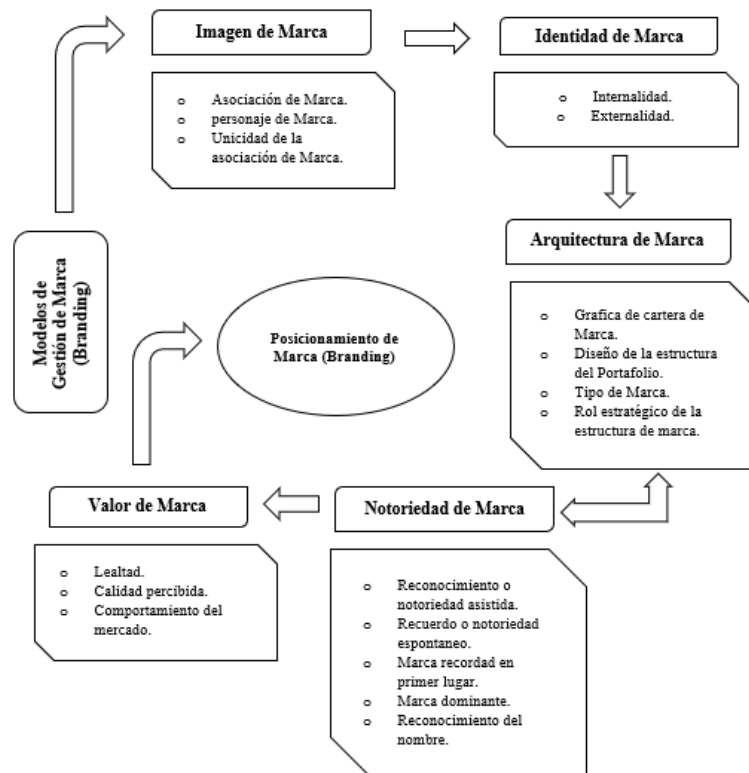 Imagen de Marca
Asociación de Marca.
personaje de Marca.
Unicidad de la
asociación de Marca.
Identidad de Marca
Internalidad.
Externalidad.
Arquitectura de Marca
Grafica de cartera de
Marca.
Diseño de la estructura
del Portafolio.
Tipo de Marca.
Rol estratégico de la
estructura de marca.
Modelos de
Gestión de Marca
(Branding)
Posicionamiento de
Marca (Branding)
Valor de Marca
Lealtad.
Calidad percibida.
Comportamiento del
mercado.
Notoriedad de Marca
Reconocimiento o
notoriedad asistida.
Recuerdo o notoriedad
espontaneo.
Marca recordad en
primer lugar.
Marca dominante.
Reconocimiento del
nombre.